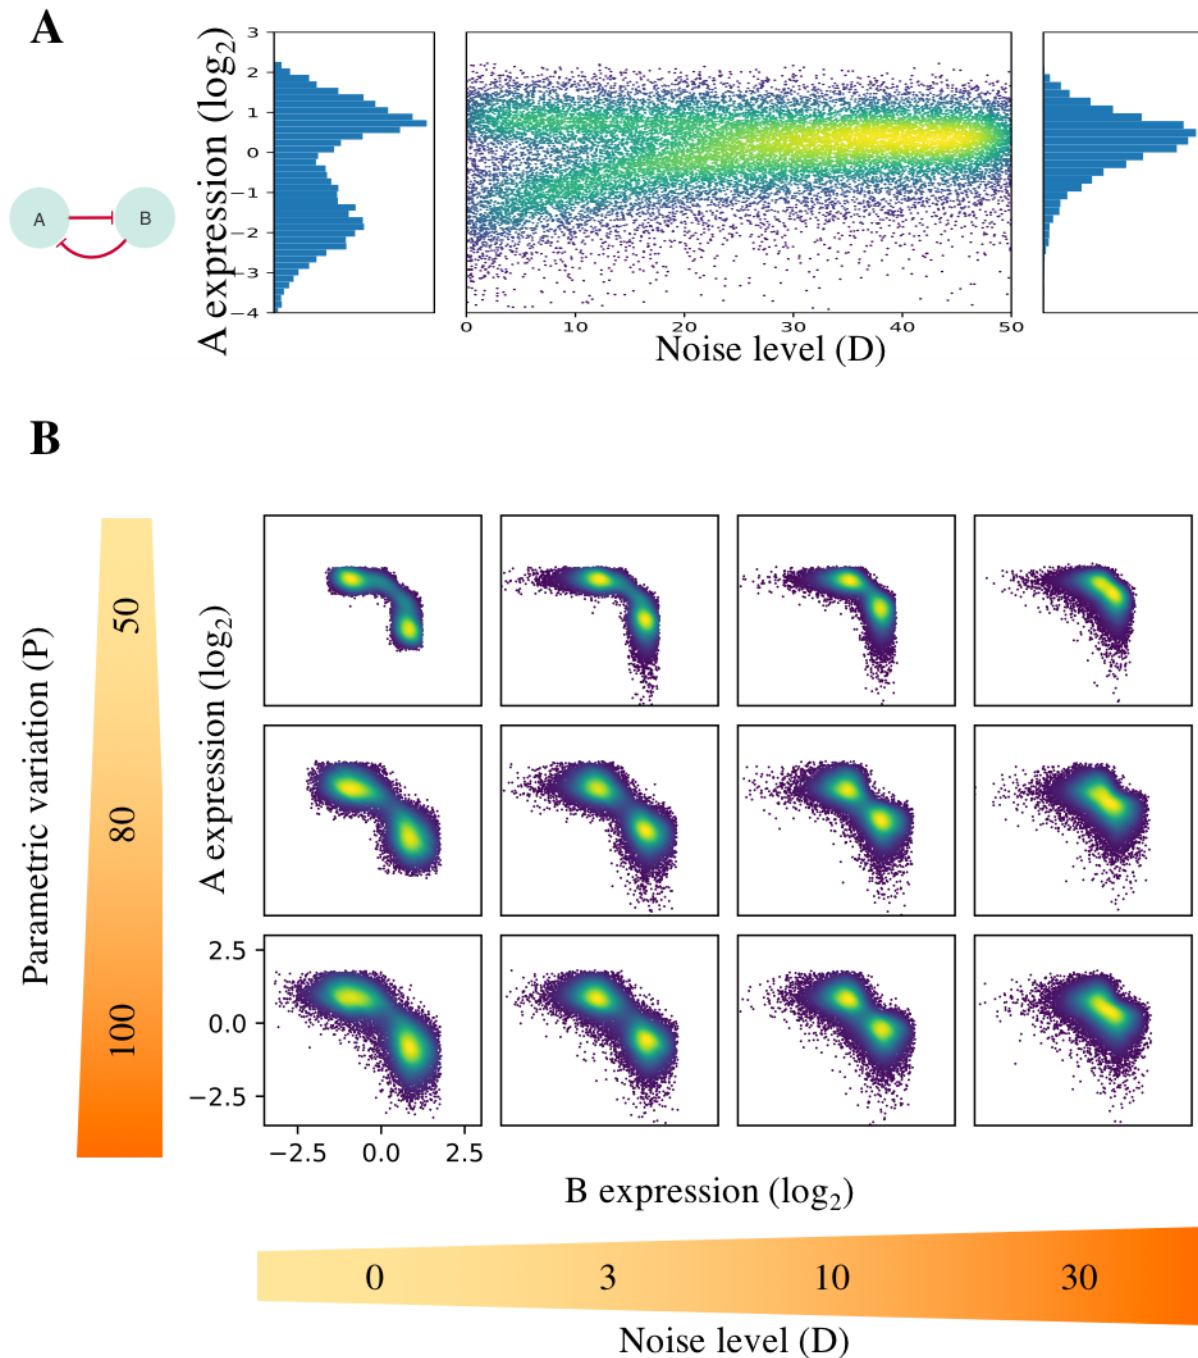 A
A expression (log2)
3
2
1
0
−1
−2
−3
−4
A
B
0
10
20
30
40
50
Noise level (D)
B
Parametric variation (P)
50
80
100
A expression (log2)
2.5
0.0
−2.5
−2.5
0.0
2.5
B expression (log2)
0
3
10
30
Noise level (D)